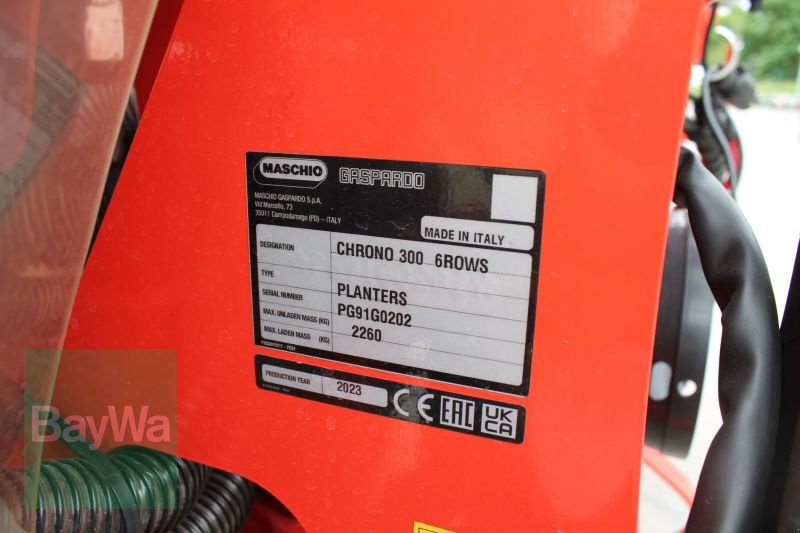 MASCHIO GASPARDO
MASCHIO GASPARDO S.p.A.
Via Marcello, 73
35011 Campodarsego (PD) - ITALY
MADE IN ITALY
DESIGNATION CHRONO 300 6ROWS
TYPE
PLANTERS
SERIAL NUMBER PG91G0202
MAX. UNLADEN MASS (KG) 2260
MAX. LADEN MASS (KG)
PRODUCTION YEAR 2023
CE EAC UK CA
BayWa